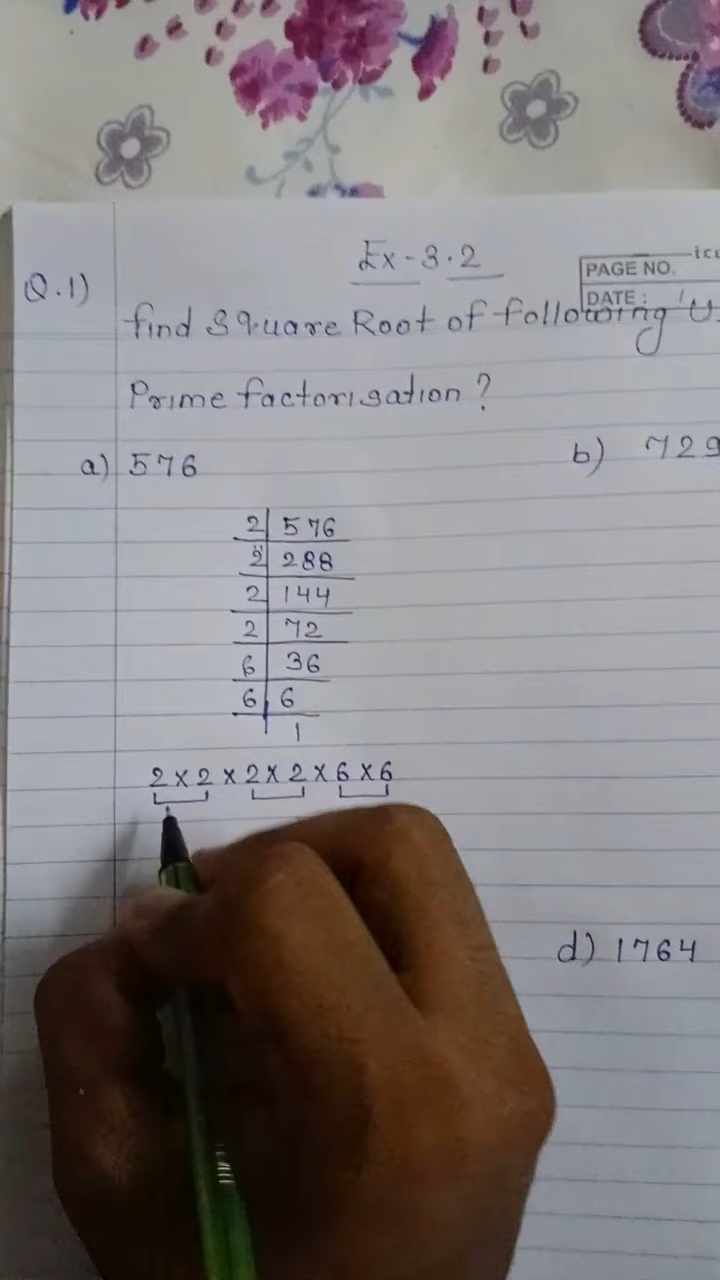 Ex-3.2
PAGE NO.
DATE:
Q.1)
find Square Root of following
Prime factorisation?
a) 576
b) 729
2 576
2 288
2 144
2 72
6 36
6 6
1
2 x 2 x 2 x 2 x 6 x 6
d) 1764